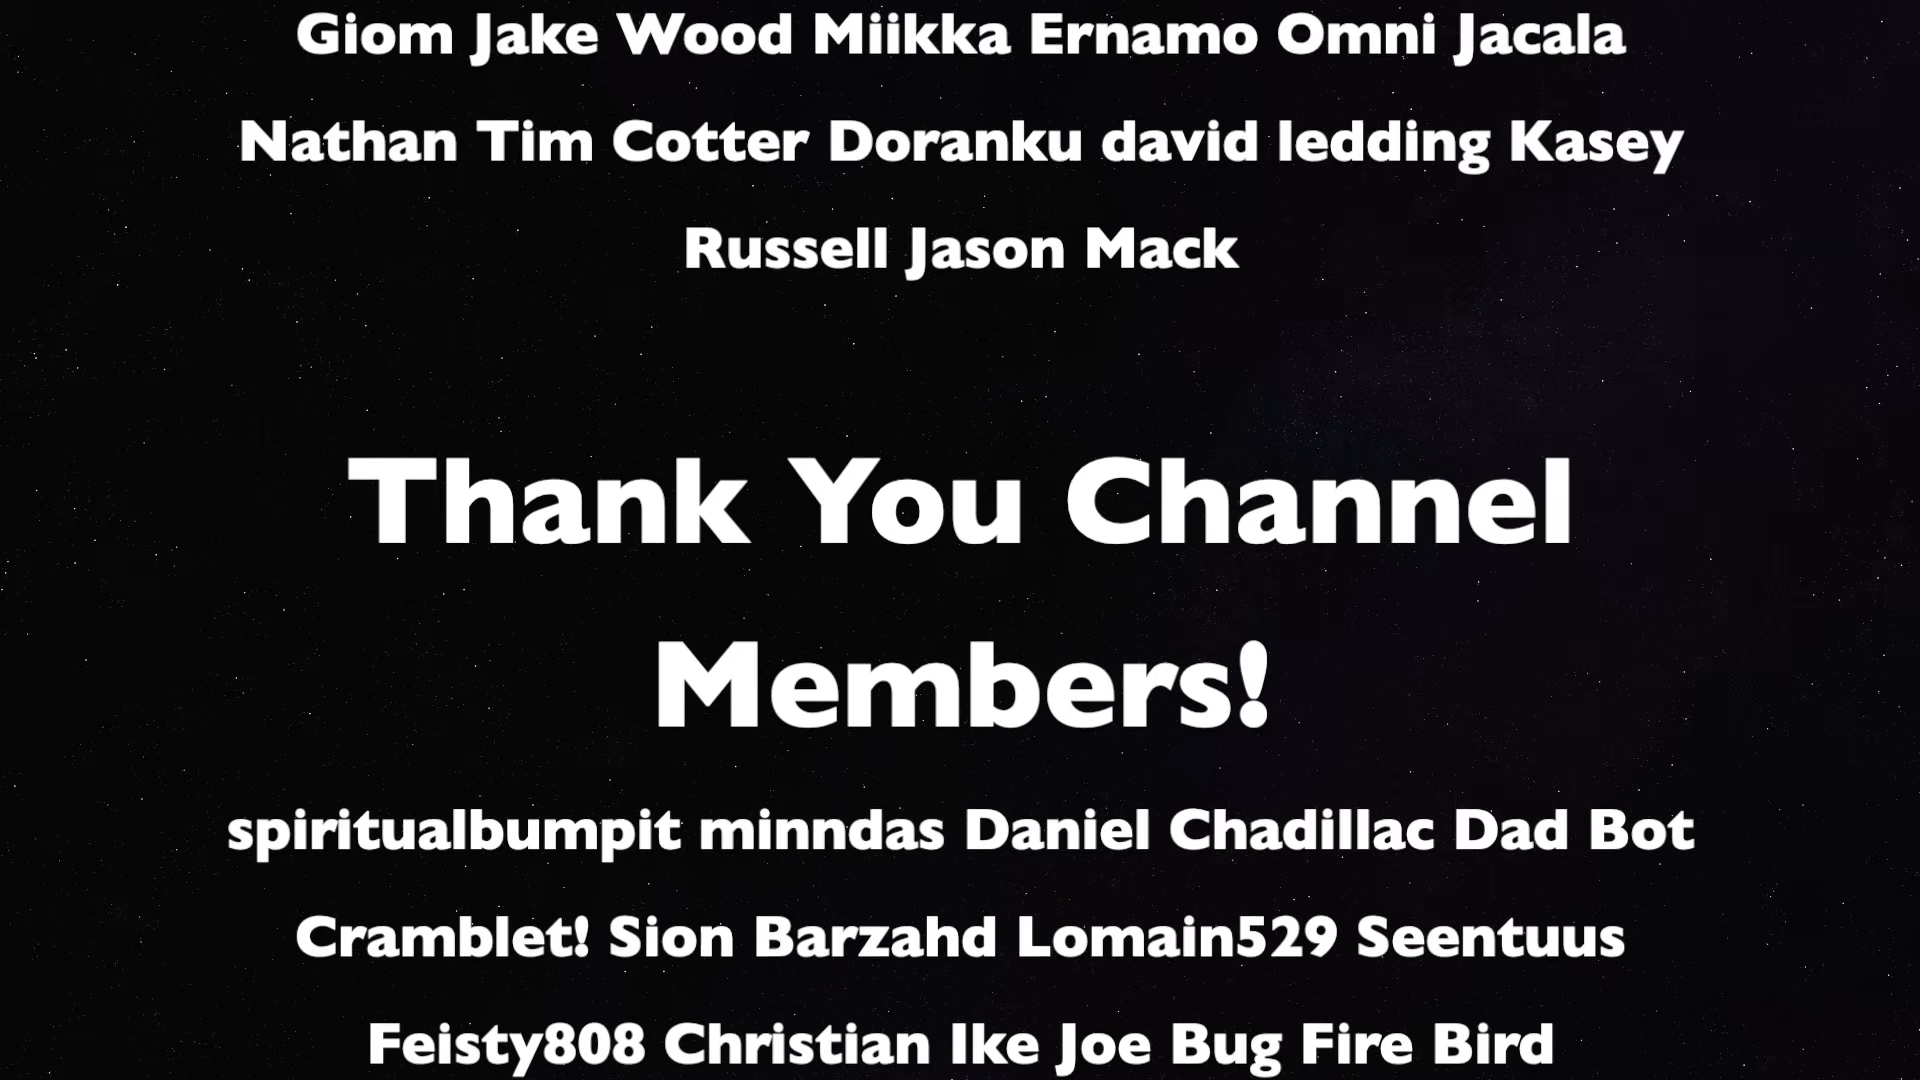 Giom Jake Wood Miikka Ernamo Omni Jacala
Nathan Tim Cotter Doranku david ledding Kasey
Russell Jason Mack
Thank You Channel
Members!
spiritualbumpit minndas Daniel Chadillac Dad Bot
Cramblet! Sion Barzahd Lomain529 Seentuus
Feisty808 Christian Ike Joe Bug Fire Bird